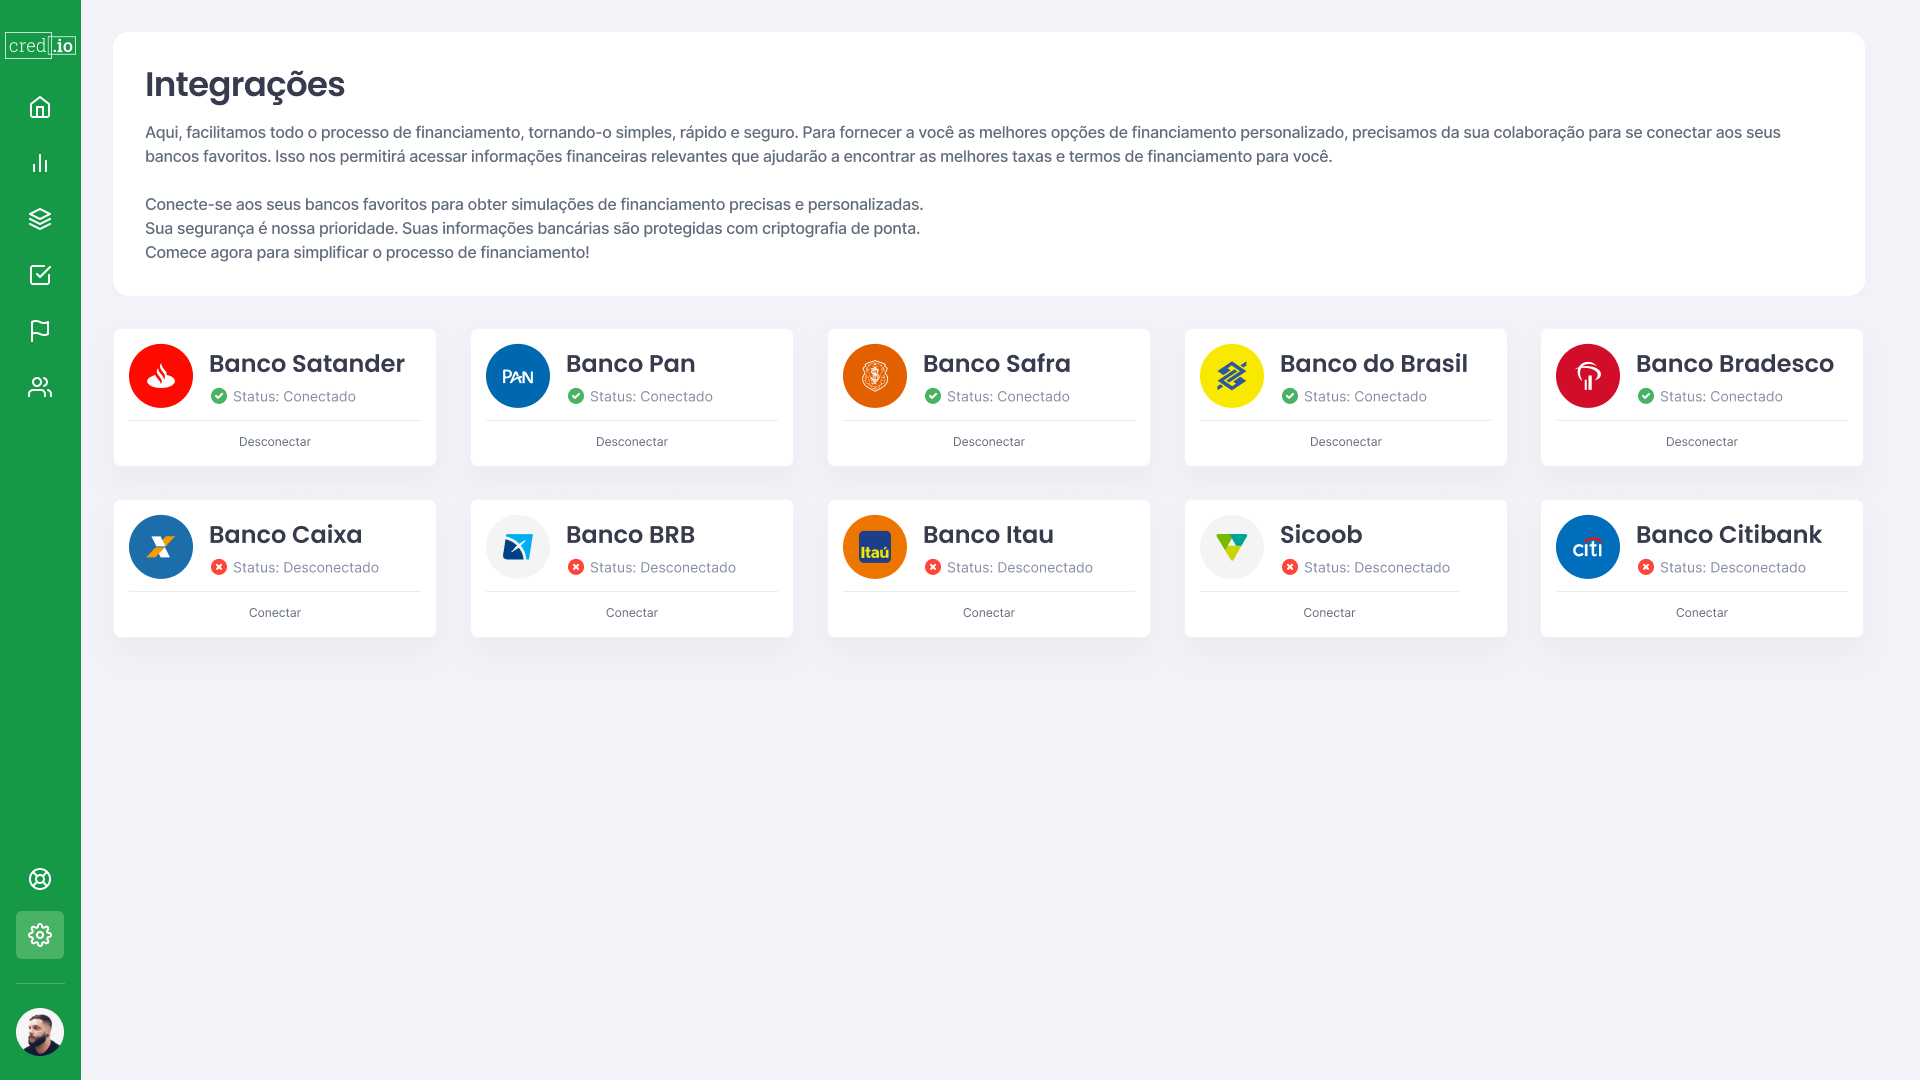 cred.io
Integrações
Aqui, facilitamos todo o processo de financiamento, tornando-o simples, rápido e seguro. Para fornecer a você as melhores opções de financiamento personalizado, precisamos da sua colaboração para se conectar aos seus
bancos favoritos. Isso nos permitirá acessar informações financeiras relevantes que ajudarão a encontrar as melhores taxas e termos de financiamento para você.
Conecte-se aos seus bancos favoritos para obter simulações de financiamento precisas e personalizadas.
Sua segurança é nossa prioridade. Suas informações bancárias são protegidas com criptografia de ponta.
Comece agora para simplificar o processo de financiamento!
Banco Satander
Status: Conectado
Desconectar
PAN
Banco Pan
Status: Conectado
Desconectar
Banco Safra
Status: Conectado
Desconectar
Banco do Brasil
Status: Conectado
Desconectar
Banco Bradesco
Status: Conectado
Desconectar
Banco Caixa
Status: Desconectado
Conectar
Banco BRB
Status: Desconectado
Conectar
Itaú
Banco Itau
Status: Desconectado
Conectar
Sicoob
Status: Desconectado
Conectar
citi
Banco Citibank
Status: Desconectado
Conectar